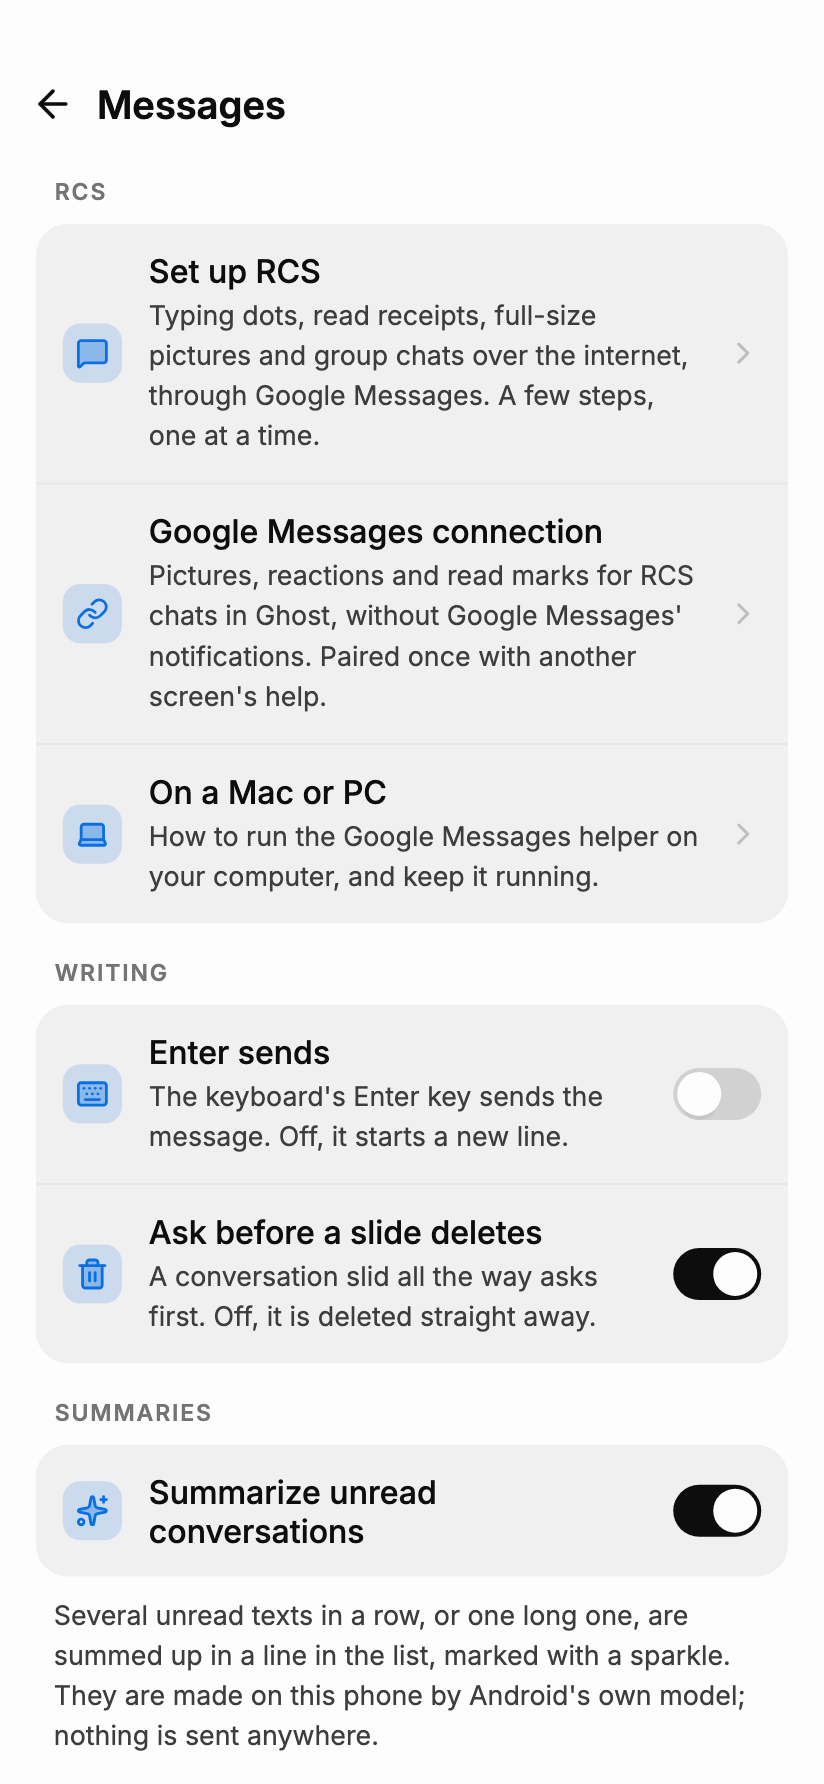 Messages
RCS
Set up RCS
Typing dots, read receipts, full-size
pictures and group chats over the internet,
through Google Messages. A few steps,
one at a time.
Google Messages connection
Pictures, reactions and read marks for RCS
chats in Ghost, without Google Messages'
notifications. Paired once with another
screen's help.
On a Mac or PC
How to run the Google Messages helper on
your computer, and keep it running.
WRITING
Enter sends
The keyboard's Enter key sends the
message. Off, it starts a new line.
Ask before a slide deletes
A conversation slid all the way asks
first. Off, it is deleted straight away.
SUMMARIES
Summarize unread
conversations
Several unread texts in a row, or one long one, are
summed up in a line in the list, marked with a sparkle.
They are made on this phone by Android's own model;
nothing is sent anywhere.